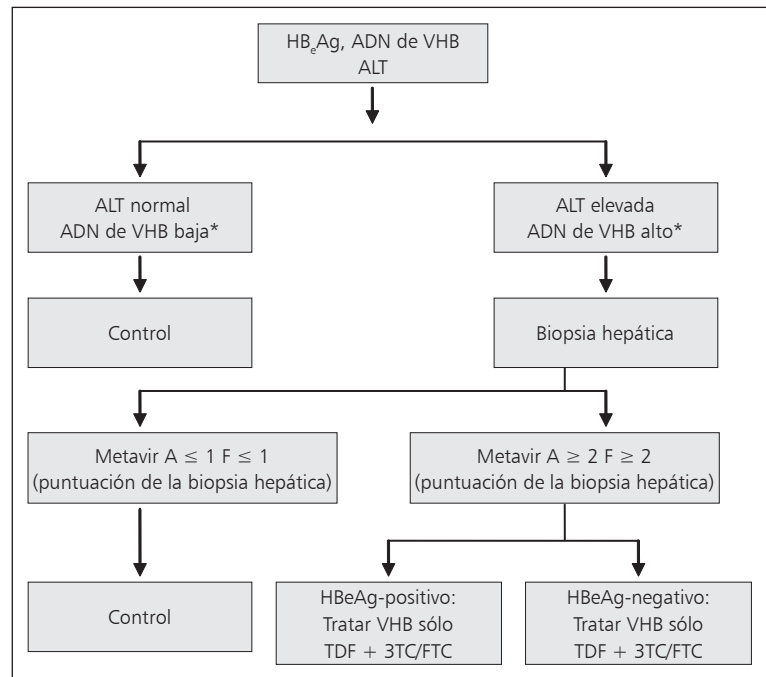 HBeAg, ADN de VHB
ALT
ALT normal
ADN de VHB baja*
ALT elevada
ADN de VHB alto*
Control
Biopsia hepática
Metavir A ≤ 1 F ≤ 1
(puntuación de la biopsia hepática)
Metavir A ≥ 2 F ≥ 2
(puntuación de la biopsia hepática)
Control
HBeAg-positivo:
Tratar VHB sólo
TDF + 3TC/FTC
HBeAg-negativo:
Tratar VHB sólo
TDF + 3TC/FTC